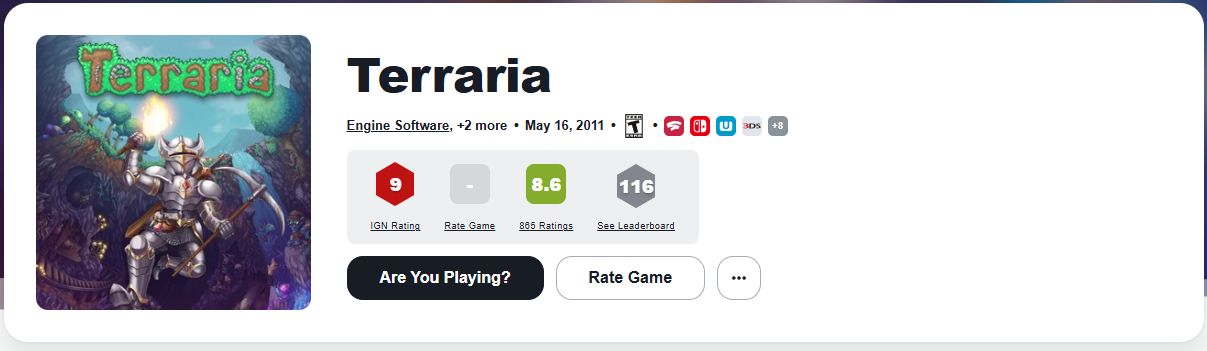 Terraria
Terraria
Engine Software, +2 more • May 16, 2011 • TEEN T • U 3DS +8
9 - 8.6 116
IGN Rating Rate Game 865 Ratings See Leaderboard
Are You Playing? Rate Game ...